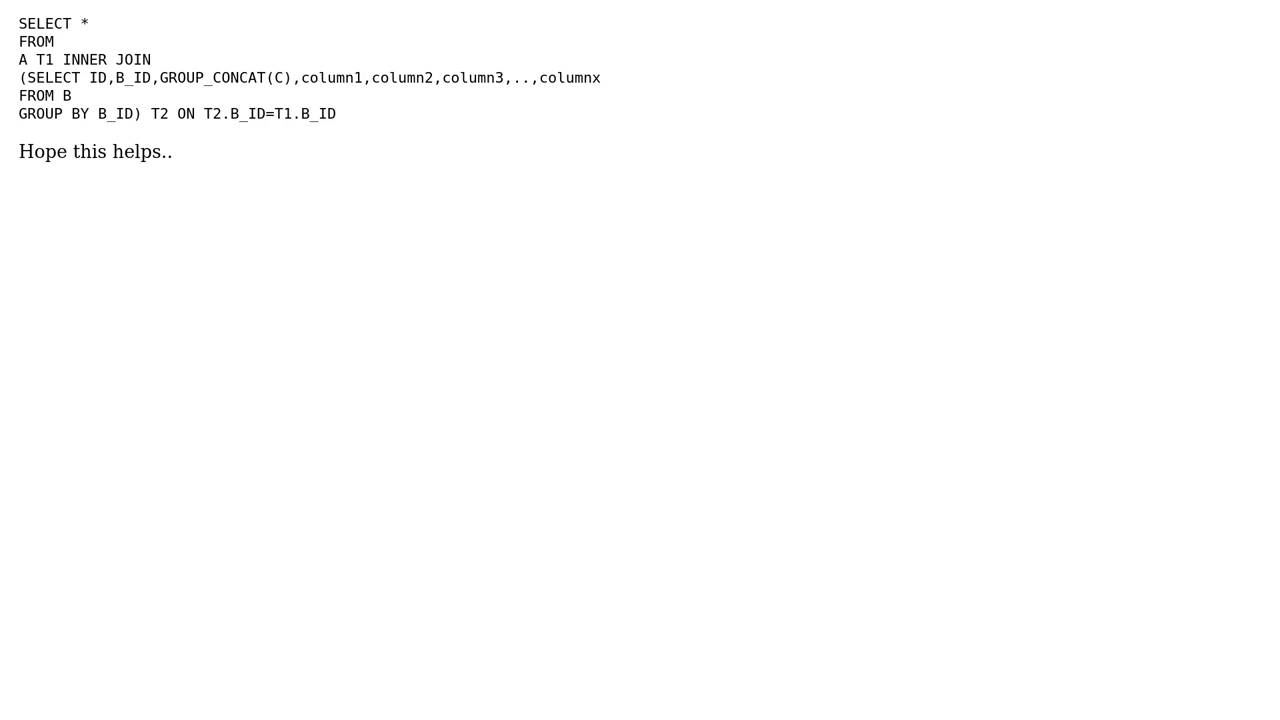 SELECT *
FROM
A T1 INNER JOIN
(SELECT ID,B_ID,GROUP_CONCAT(C),column1,column2,column3,..,columnx
FROM B
GROUP BY B_ID) T2 ON T2.B_ID=T1.B_ID
Hope this helps..